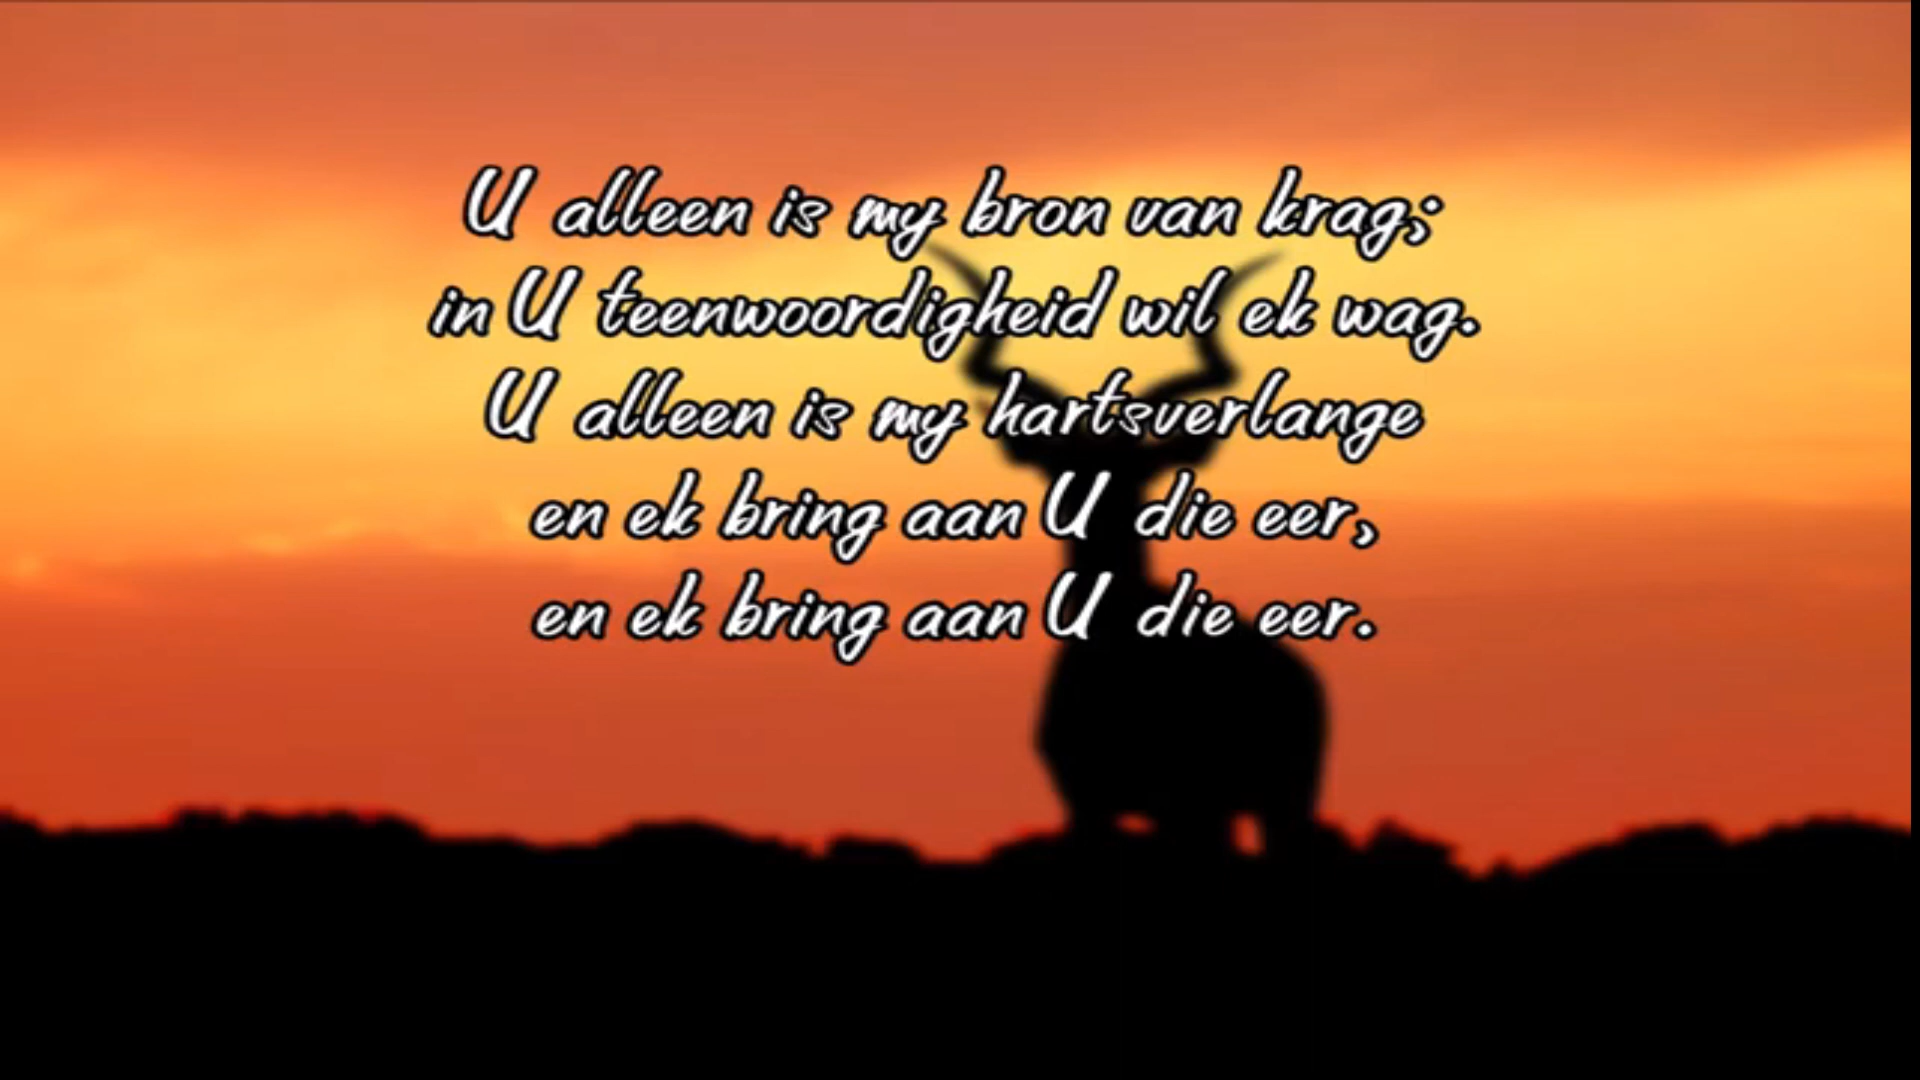 U alleen is my bron van krag;
in U teenwoordigheid wil ek wag.
U alleen is my hartsverlange
en ek bring aan U die eer,
en ek bring aan U die eer.